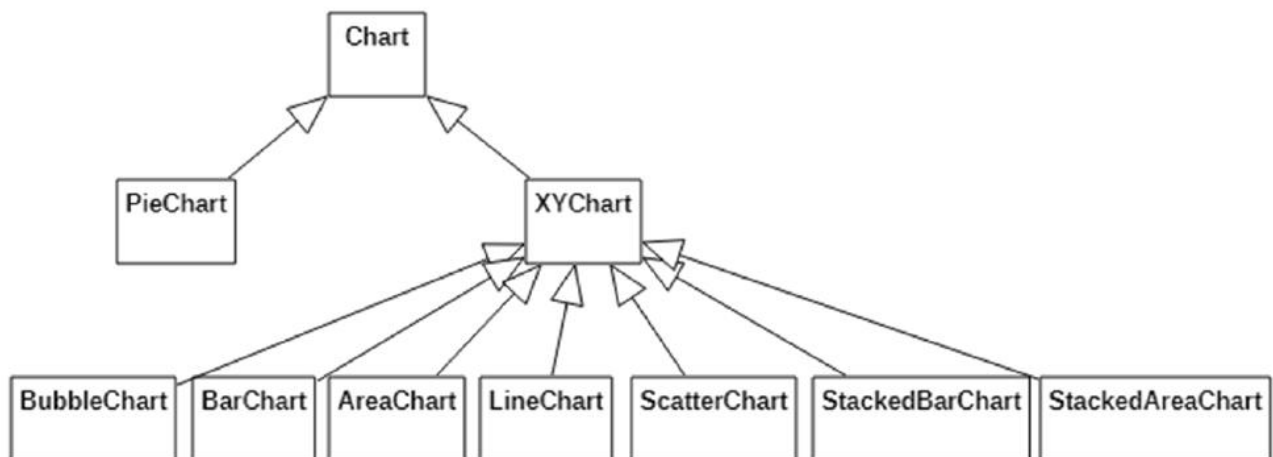 Chart
PieChart
XYChart
BubbleChart
BarChart
AreaChart
LineChart
ScatterChart
StackedBarChart
StackedAreaChart